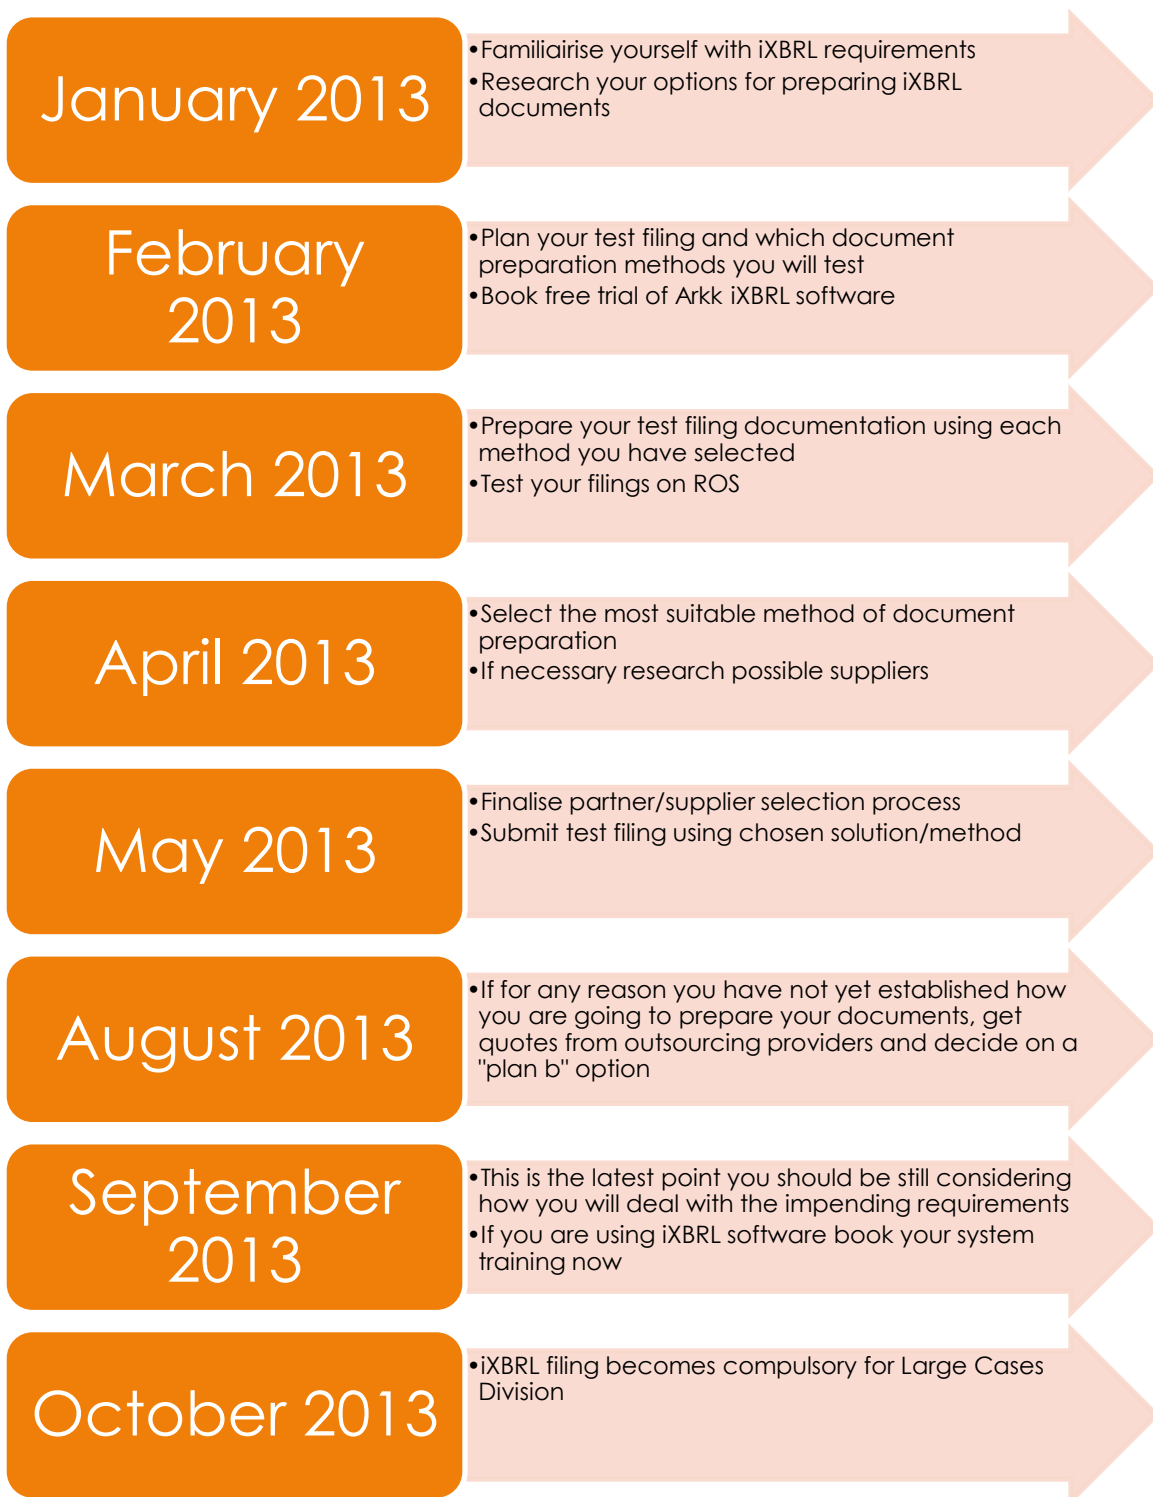 January 2013
•Familiairise yourself with iXBRL requirements
•Research your options for preparing iXBRL
documents
February
2013
•Plan your test filing and which document
preparation methods you will test
•Book free trial of Arkk iXBRL software
March 2013
•Prepare your test filing documentation using each
method you have selected
•Test your filings on ROS
April 2013
•Select the most suitable method of document
preparation
•If necessary research possible suppliers
May 2013
•Finalise partner/supplier selection process
•Submit test filing using chosen solution/method
August 2013
•If for any reason you have not yet established how
you are going to prepare your documents, get
quotes from outsourcing providers and decide on a
"plan b" option
September
2013
•This is the latest point you should be still considering
how you will deal with the impending requirements
•If you are using iXBRL software book your system
training now
October 2013
•iXBRL filing becomes compulsory for Large Cases
Division